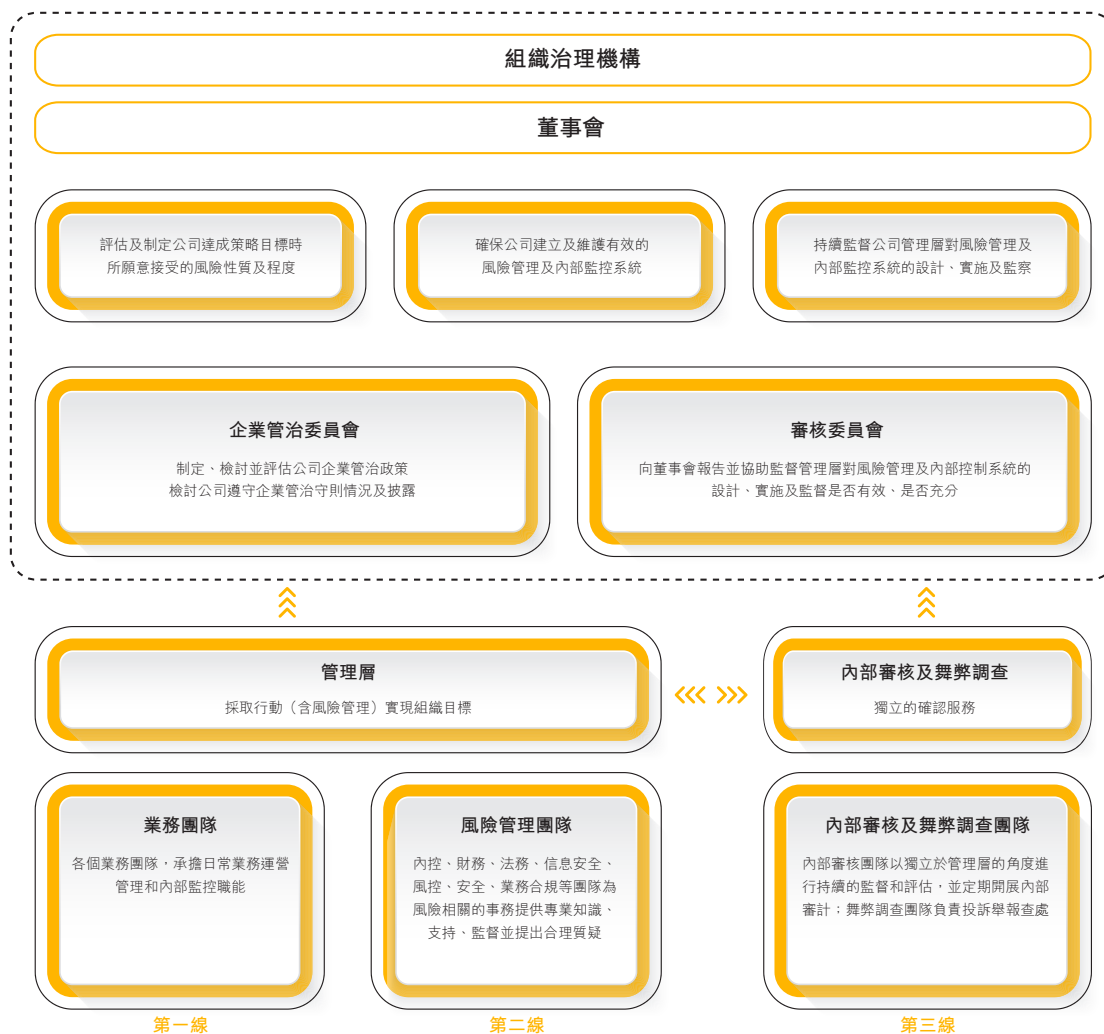 組織治理機構
董事會
評估及制定公司達成策略目標時
所願意接受的風險性質及程度
確保公司建立及維護有效的
風險管理及內部監控系統
持續監督公司管理層對風險管理及
內部監控系統的設計、實施及監察
企業管治委員會
制定、檢討並評估公司企業管治政策
檢討公司遵守企業管治守則情況及披露
審核委員會
向董事會報告並協助監督管理層對風險管理及內部控制系統的
設計、實施及監督是否有效、是否充分
管理層
採取行動（含風險管理）實現組織目標
內部審核及舞弊調查
獨立的確認服務
業務團隊
各個業務團隊，承擔日常業務運營
管理和內部監控職能
風險管理團隊
內控、財務、法務、信息安全、
風控、安全、業務合規等團隊為
風險相關的事務提供專業知識、
支持、監督並提出合理質疑
內部審核及舞弊調查團隊
內部審核團隊以獨立於管理層的角度進
行持續的監督和評估，並定期開展內部
審計；舞弊調查團隊負責投訴舉報查處
第一線
第二線
第三線